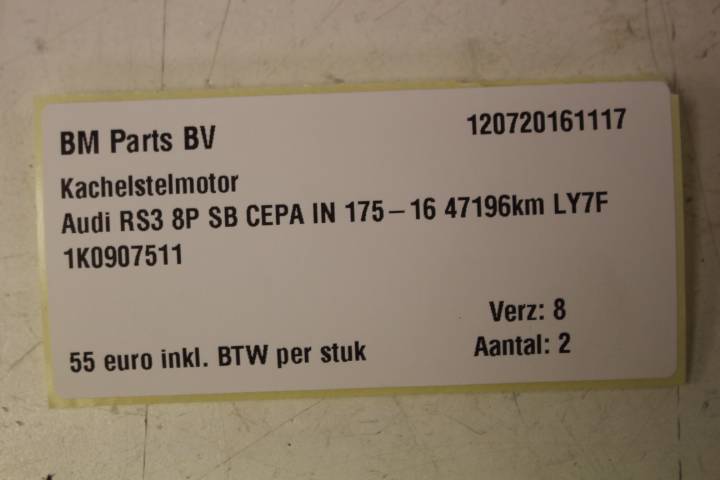 BM Parts BV 120720161117
Kachelstelmotor
Audi RS3 8P SB CEPA IN 175-16 47196km LY7F
1K0907511
Verz: 8
55 euro inkl. BTW per stuk Aantal: 2